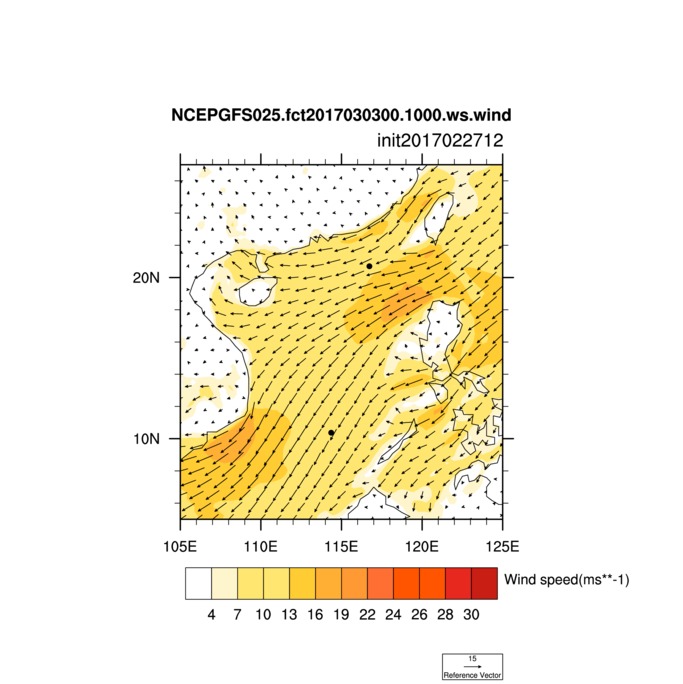 NCEPGFS025.fct2017030300.1000.ws.wind
init2017022712
20N
10N
105E 110E 115E 120E 125E
Wind speed(ms**-1)
4 7 10 13 16 19 22 24 26 28 30
15
Reference Vector